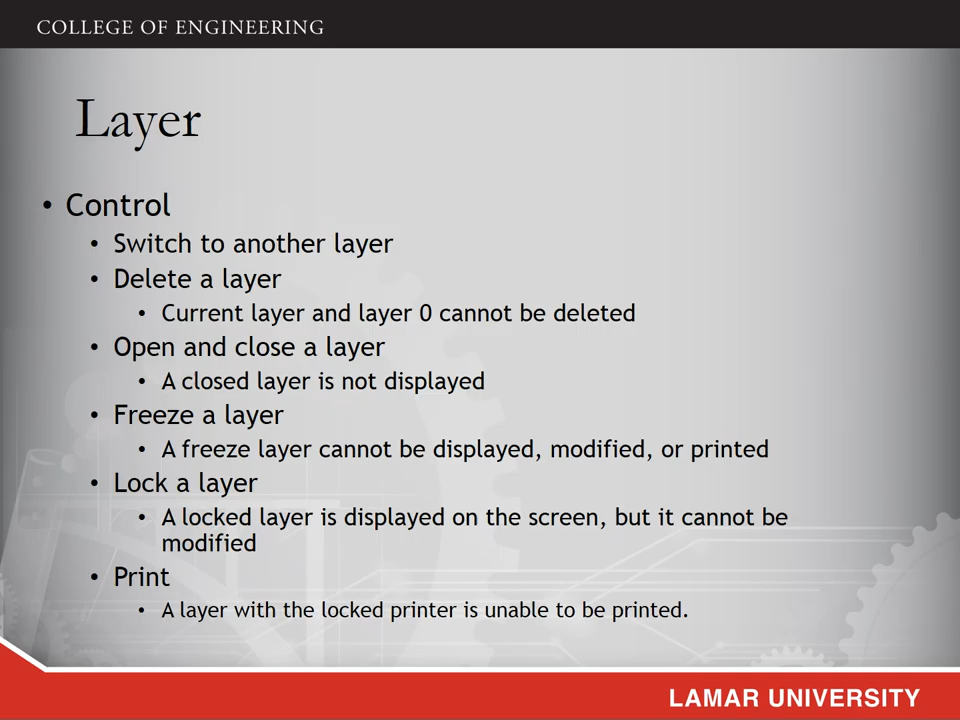 COLLEGE OF ENGINEERING
Layer
• Control
• Switch to another layer
• Delete a layer
• Current layer and layer 0 cannot be deleted
• Open and close a layer
• A closed layer is not displayed
• Freeze a layer
• A freeze layer cannot be displayed, modified, or printed
• Lock a layer
• A locked layer is displayed on the screen, but it cannot be
modified
• Print
• A layer with the locked printer is unable to be printed.
LAMAR UNIVERSITY